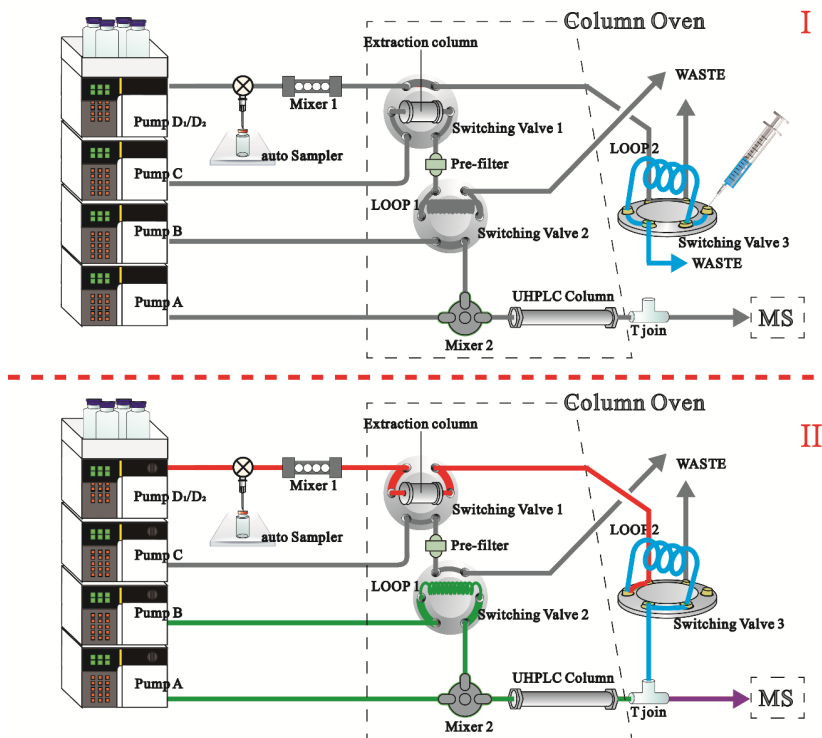 Column Oven
I
Extraction column
WASTE
Mixer 1
Pump D₁/D₂
Switching Valve 1
auto Sampler
LOOP 2
Pump C
Pre-filter
LOOP 1
Pump B
Switching Valve 2
Switching Valve 3
WASTE
UHPLC Column
Pump A
T join
MS
Mixer 2
Column Oven
II
Extraction column
WASTE
Mixer 1
Pump D₁/D₂
Switching Valve 1
LOOP 2
auto Sampler
Pump C
Pre-filter
LOOP 1
Pump B
Switching Valve 2
Switching Valve 3
UHPLC Column
Pump A
T join
MS
Mixer 2